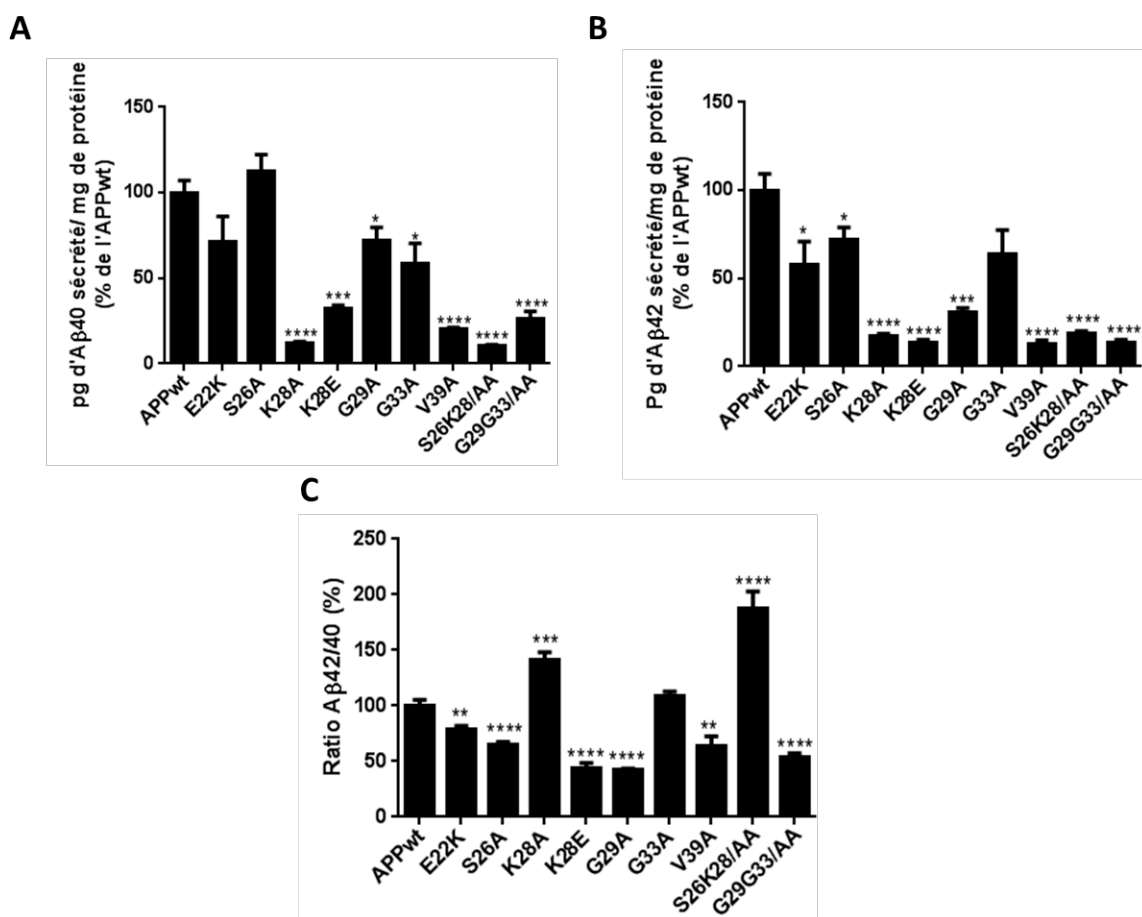 A
pg d'Aβ40 sécrété/ mg de protéine
(% de l'APPwt)
150
100
50
0
*
*
***
****
****
****
****
APPwt
E22K
S26A
K28A
K28E
G29A
G33A
V39A
S26K28/AA
G29G33/AA
B
Pg d'Aβ42 sécrété/mg de protéine
(% de l'APPwt)
150
100
50
0
*
*
****
****
***
****
****
****
APPwt
E22K
S26A
K28A
K28E
G29A
G33A
V39A
S26K28/AA
G29G33/AA
C
Ratio Aβ42/40 (%)
250
200
150
100
50
0
**
****
***
****
****
**
****
****
APPwt
E22K
S26A
K28A
K28E
G29A
G33A
V39A
S26K28/AA
G29G33/AA